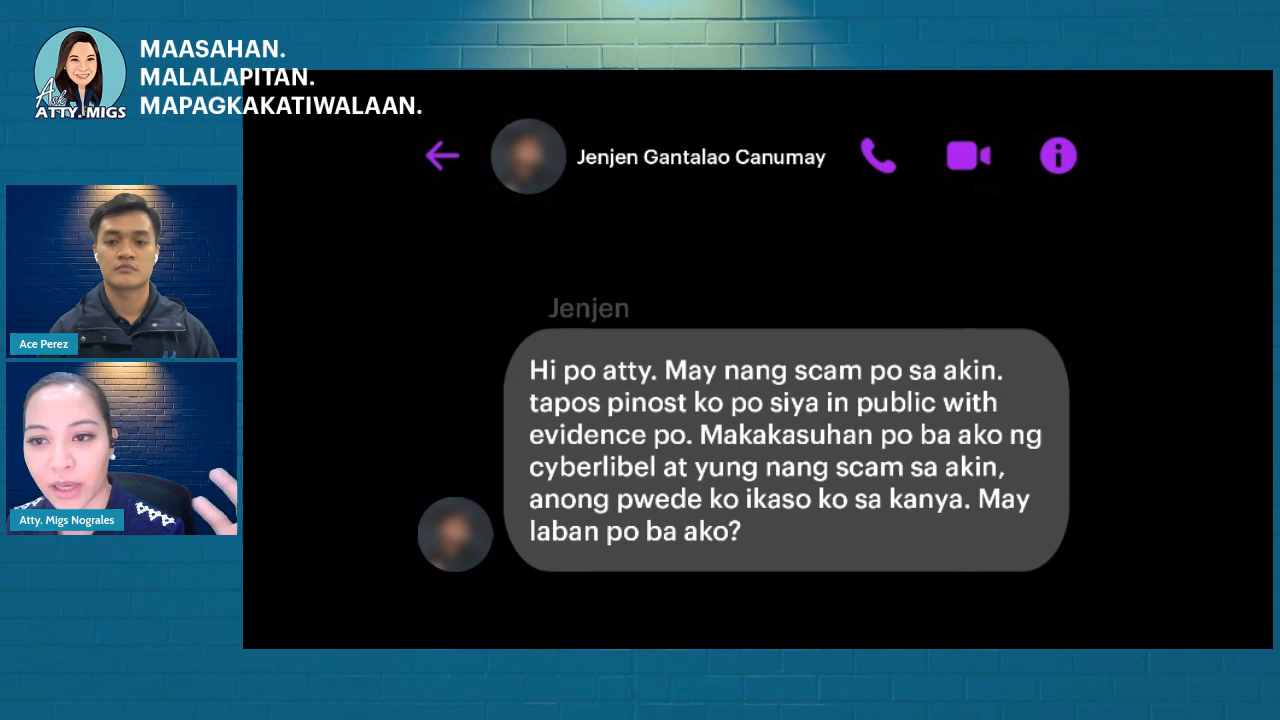 Ask
ATTY. MIGS
MAASAHAN.
MALALAPITAN.
MAPAGKAKATIWALAAN.
Jenjen Gantalao Canumay
Jenjen
Hi po atty. May nang scam po sa akin.
tapos pinost ko po siya in public with
evidence po. Makakasuhan po ba ako ng
cyberlibel at yung nang scam sa akin,
anong pwede ko ikaso ko sa kanya. May
laban po ba ako?
Ace Perez
Atty. Migs Nograles